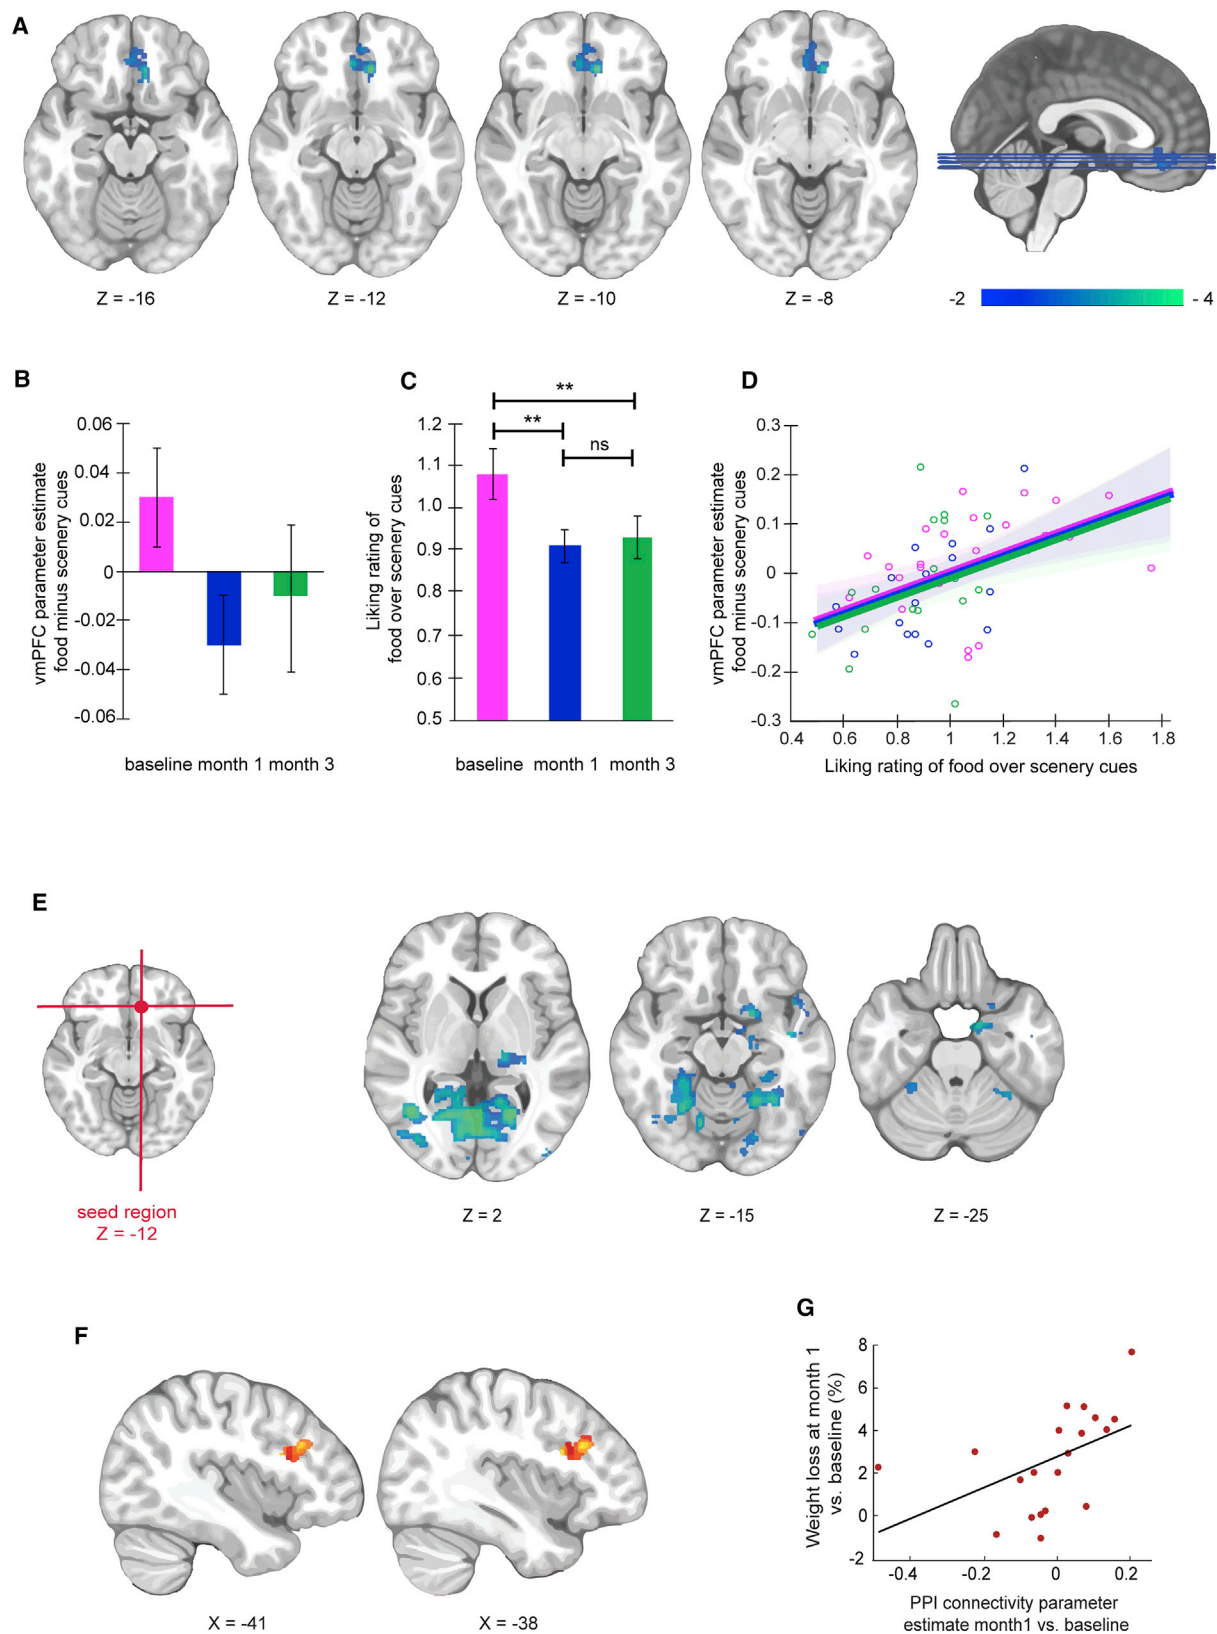 A
Z = -16
Z = -12
Z = -10
Z = -8
-2
- 4
B
vmPFC parameter estimate
food minus scenery cues
0.06
0.04
0.02
0
-0.02
-0.04
-0.06
baseline month 1 month 3
C
Liking rating of
food over scenery cues
**
**
ns
1.2
1.1
1.0
0.9
0.8
0.7
0.6
0.5
baseline month 1 month 3
D
vmPFC parameter estimate
food minus scenery cues
0.3
0.2
0.1
0
-0.1
-0.2
-0.3
0.4 0.6 0.8 1 1.2 1.4 1.6 1.8
Liking rating of food over scenery cues
E
seed region
Z = -12
Z = 2
Z = -15
Z = -25
F
X = -41
X = -38
G
Weight loss at month 1
vs. baseline (%)
8
6
4
2
0
-2
-0.4 -0.2 0 0.2
PPI connectivity parameter
estimate month1 vs. baseline